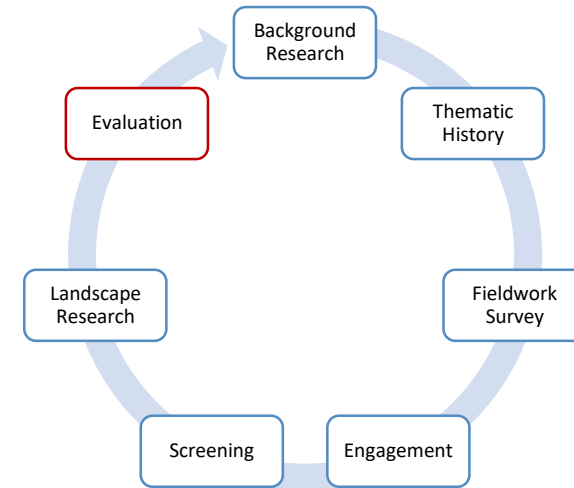 Background
Research
Thematic
History
Fieldwork
Survey
Engagement
Screening
Landscape
Research
Evaluation